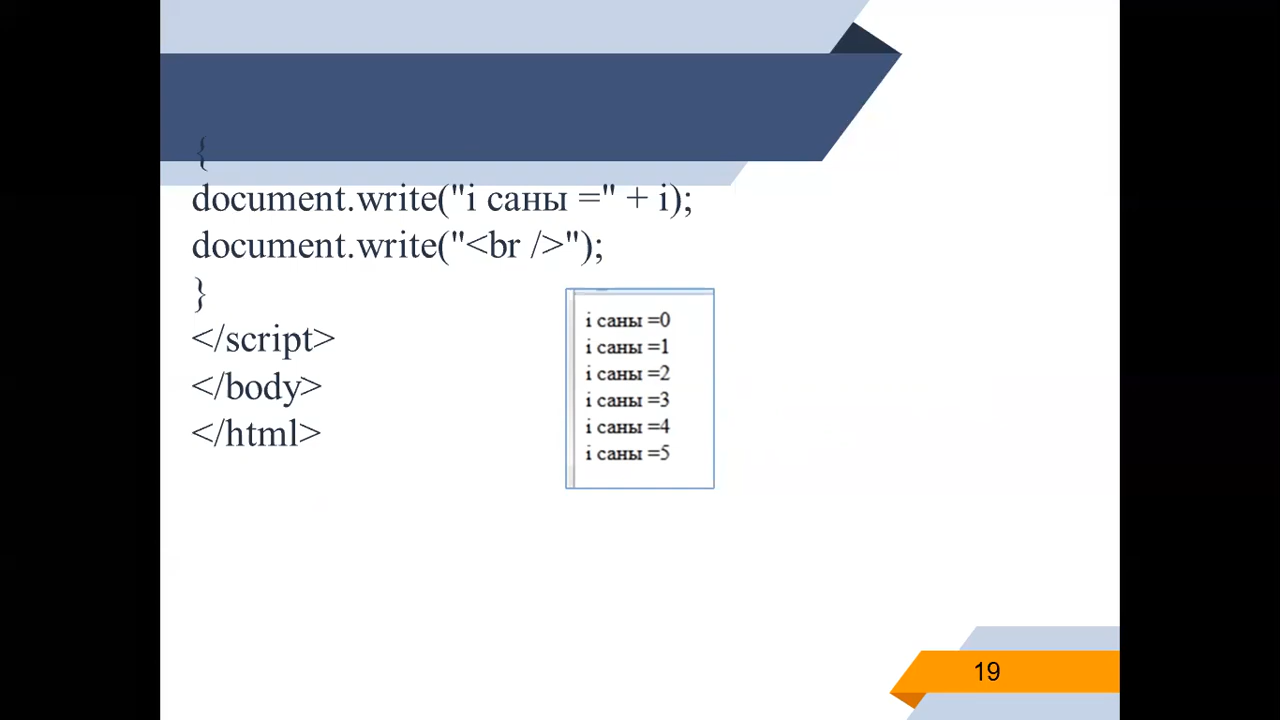 {
document.write("i саны =" + i);
document.write("<br />");
}
</script>
</body>
</html>
i саны =0
i саны =1
i саны =2
i саны =3
i саны =4
i саны =5
19